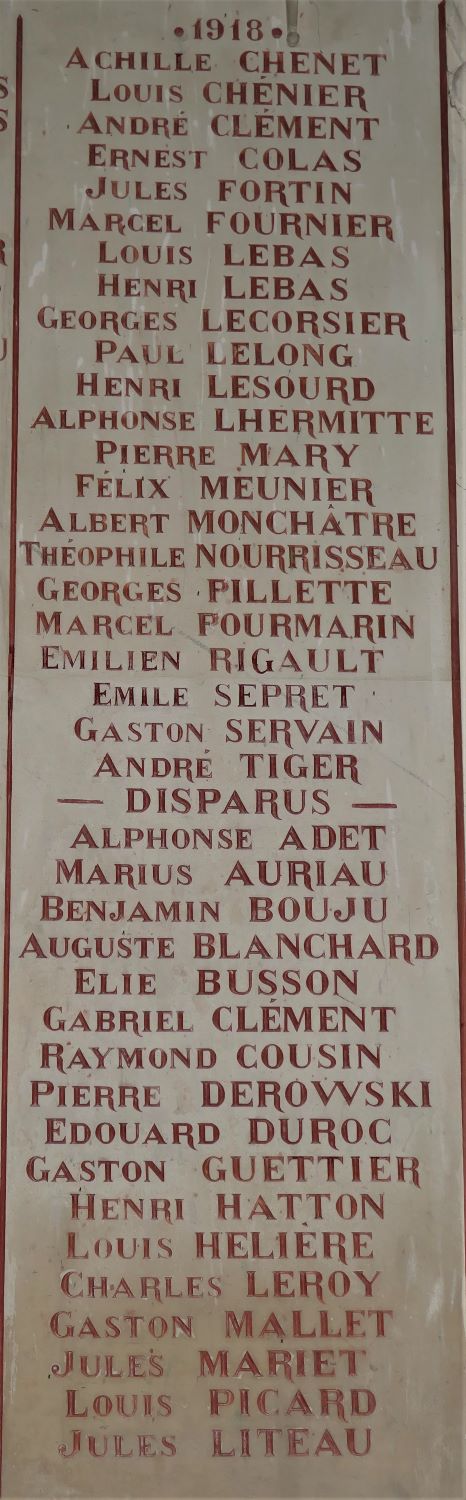 •1918•
ACHILLE CHENET
LOUIS CHÉNIER
ANDRÉ CLÉMENT
ERNEST COLAS
JULES FORTIN
MARCEL FOURNIER
LOUIS LEBAS
HENRI LEBAS
GEORGES LECORSIER
PAUL LELONG
HENRI LESOURD
ALPHONSE LHERMITTE
PIERRE MARY
FÉLIX MEUNIER
ALBERT MONCHÂTRE
THÉOPHILE NOURRISSEAU
GEORGES PILLETTE
MARCEL POURMARIN
EMILIEN RIGAULT
EMILE SEPRET
GASTON SERVAIN
ANDRÉ TIGER
— DISPARUS —
ALPHONSE ADET
MARIUS AURIAU
BENJAMIN BOUJU
AUGUSTE BLANCHARD
ELIE BUSSON
GABRIEL CLÉMENT
RAYMOND COUSIN
PIERRE DEROWSKI
EDOUARD DUROC
GASTON GUETTIER
HENRI HATTON
LOUIS HELIÈRE
CHARLES LEROY
GASTON MALLET
JULES MARIET
LOUIS PICARD
JULES LITEAU